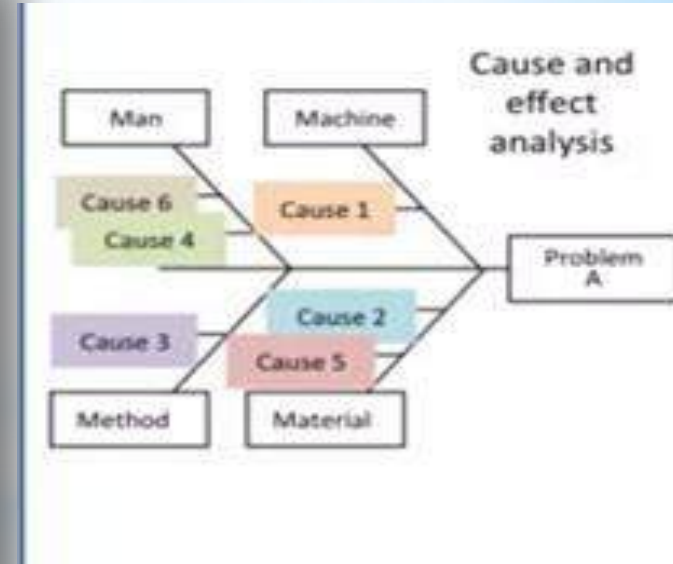 Cause and
effect
analysis
Man
Machine
Cause 6
Cause 1
Cause 4
Problem
A
Cause 2
Cause 3
Cause 5
Method
Material